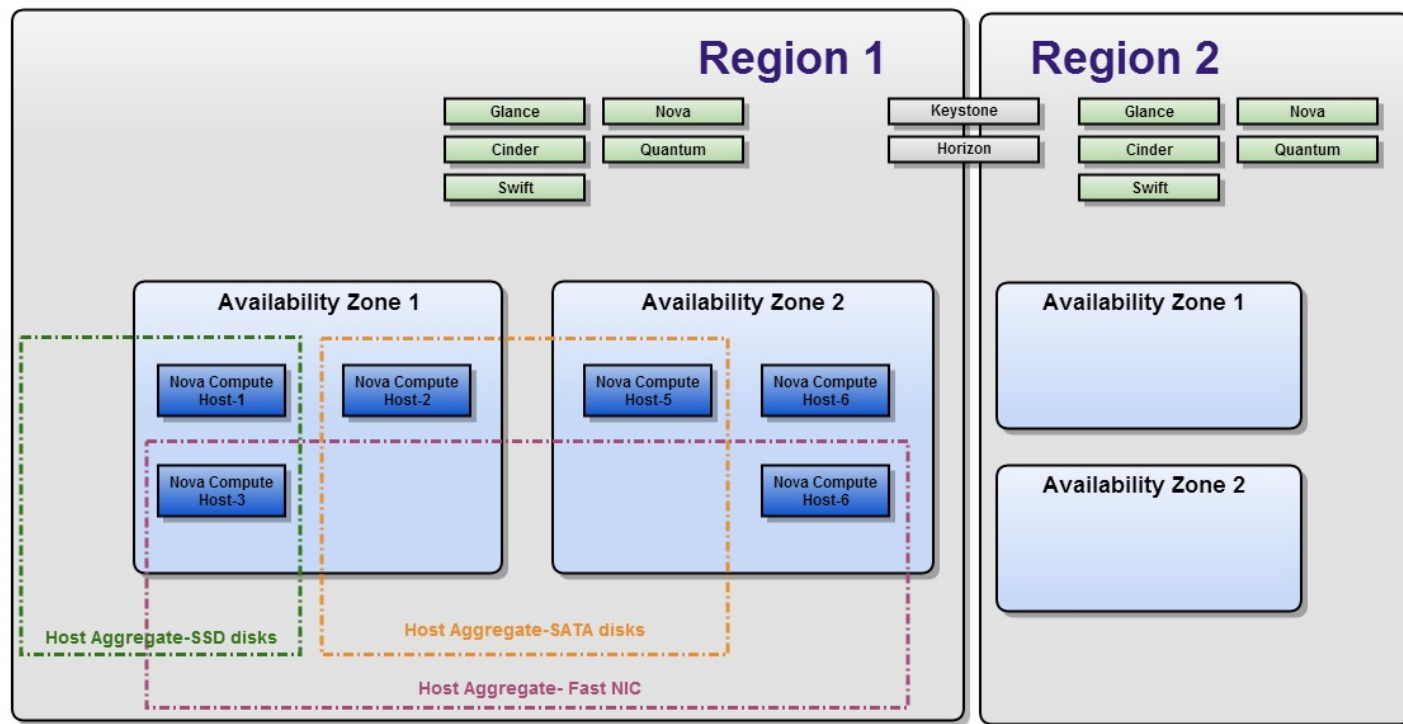 Region 1
Region 2
Glance
Nova
Keystone
Glance
Nova
Cinder
Quantum
Horizon
Cinder
Quantum
Swift
Swift
Availability Zone 1
Availability Zone 2
Availability Zone 1
Nova Compute
Host-1
Nova Compute
Host-2
Nova Compute
Host-5
Nova Compute
Host-6
Nova Compute
Host-3
Nova Compute
Host-6
Availability Zone 2
Host Aggregate-SSD disks
Host Aggregate-SATA disks
Host Aggregate- Fast NIC